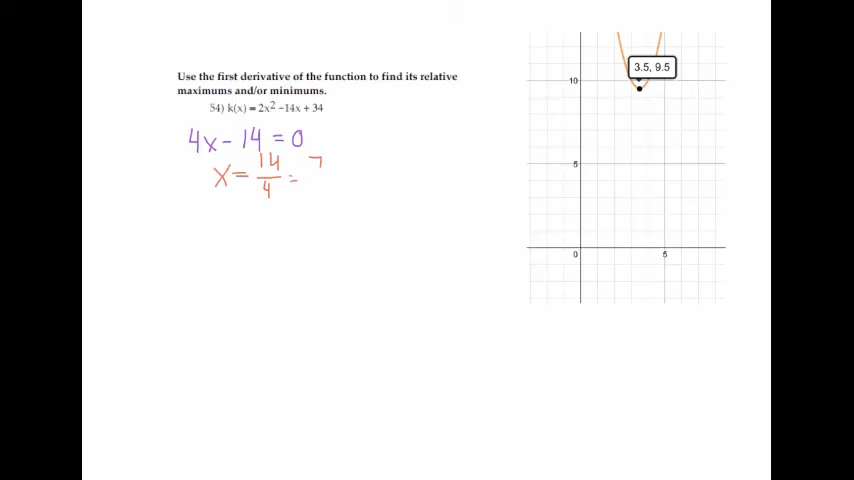 Use the first derivative of the function to find its relative
maximums and/or minimums.
54) k(x) = 2x² −14x + 34
4x − 14 = 0
x = 14/4 = 7
3.5, 9.5
10
5
0
5